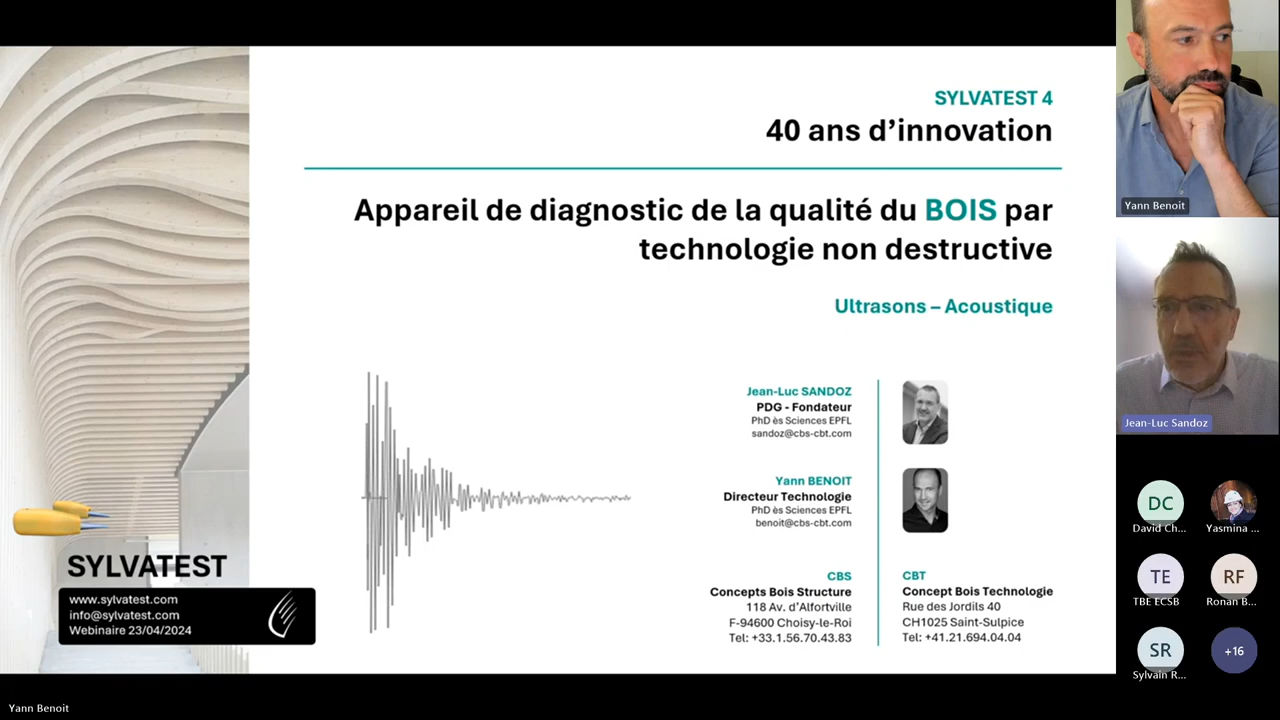 SYLVATEST 4
40 ans d’innovation
Appareil de diagnostic de la qualité du BOIS par
technologie non destructive
Ultrasons – Acoustique
Jean-Luc SANDOZ
PDG - Fondateur
PhD ès Sciences EPFL
sandoz@cbs-cbt.com
Yann BENOIT
Directeur Technologie
PhD ès Sciences EPFL
benoit@cbs-cbt.com
CBS
Concepts Bois Structure
118 Av. d’Alfortville
F-94600 Choisy-le-Roi
Tel: +33.1.56.70.43.83
CBT
Concept Bois Technologie
Rue des Jordils 40
CH1025 Saint-Sulpice
Tel: +41.21.694.04.04
SYLVATEST
www.sylvatest.com
info@sylvatest.com
Webinaire 23/04/2024
Yann Benoit
Jean-Luc Sandoz
DC
David Ch...
Yasmina ...
TE
TBE ECSB
RF
Ronan B...
SR
Sylvain R...
+16
Yann Benoit